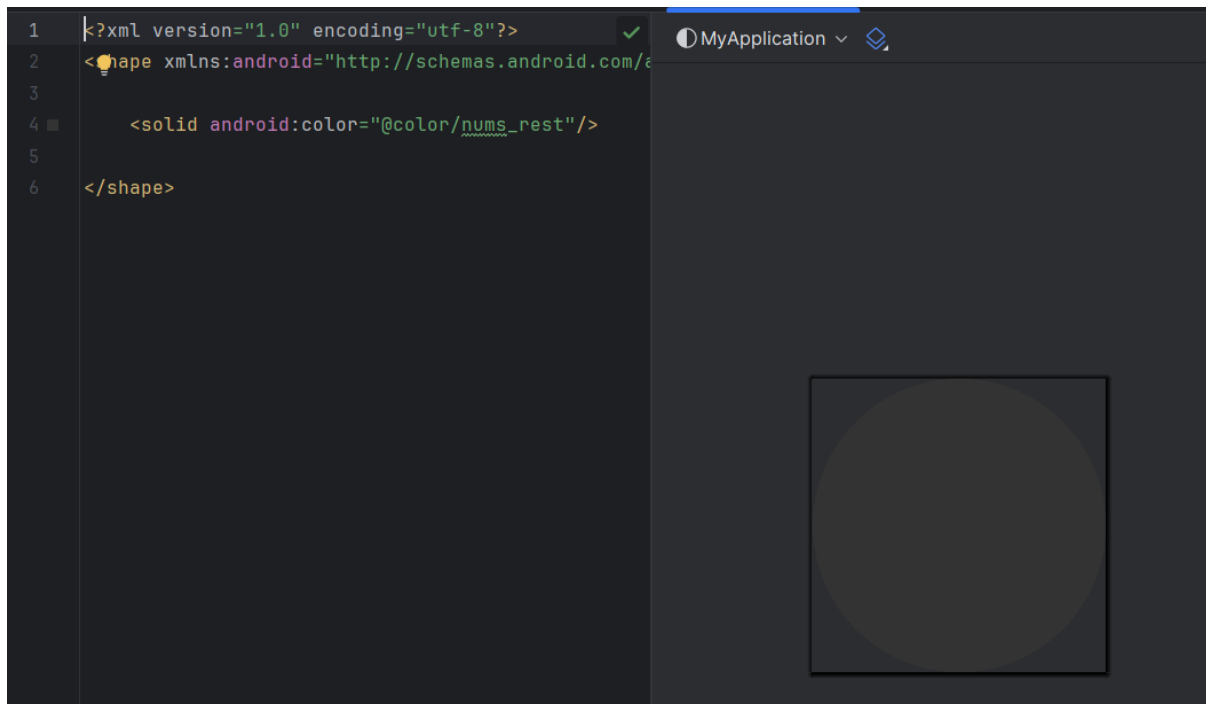 1 <?xml version="1.0" encoding="utf-8"?>
2 <shape xmlns:android="http://schemas.android.com/a
3
4 <solid android:color="@color/nums_rest"/>
5
6 </shape>
MyApplication